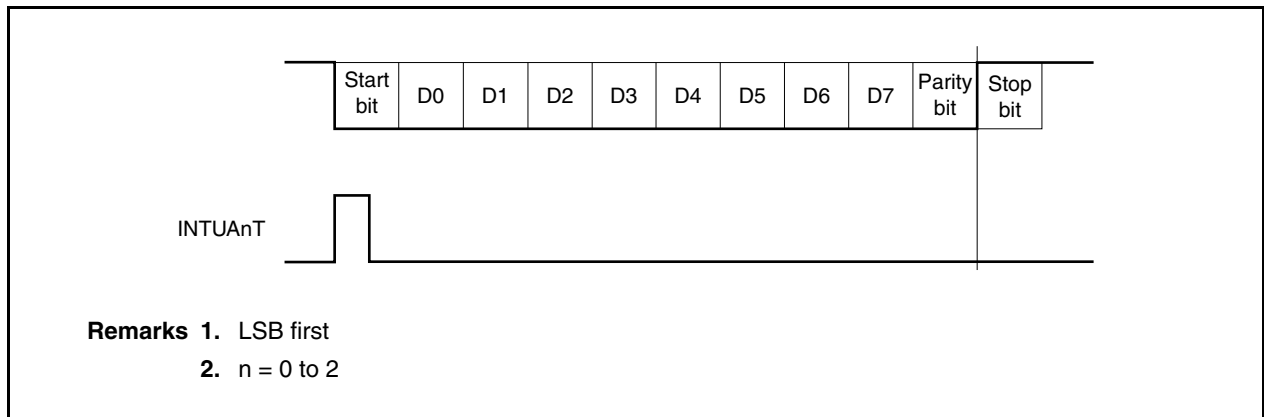 Start bit D0 D1 D2 D3 D4 D5 D6 D7 Parity bit Stop bit
INTUAnT
Remarks 1. LSB first
2. n = 0 to 2